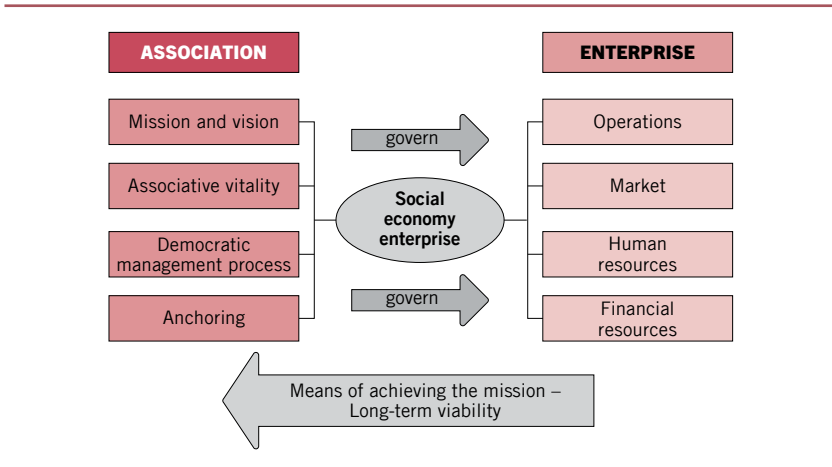 ASSOCIATION
ENTERPRISE
Mission and vision
govern
Operations
Associative vitality
Market
Social
economy
enterprise
Democratic
management process
Human
resources
govern
Anchoring
Financial
resources
Means of achieving the mission –
Long-term viability